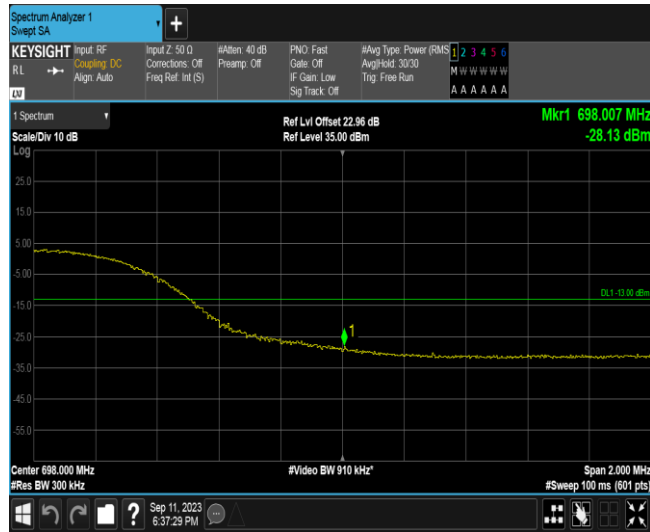 Spectrum Analyzer 1
Swept SA
+
KEYSIGHT
RL
LXI
Input: RF
Coupling: DC
Align: Auto
Input Z: 50 Ω
Corrections: Off
Freq Ref: Int (S)
#Atten: 40 dB
Preamp: Off
PNO: Fast
Gate: Off
IF Gain: Low
Sig Track: Off
#Avg Type: Power (RMS
Avg|Hold: 30/30
Trig: Free Run
1 2 3 4 5 6
M W W W W W
A A A A A A
1 Spectrum
Scale/Div 10 dB
Log
Ref Lvl Offset 22.96 dB
Ref Level 35.00 dBm
Mkr1 698.007 MHz
-28.13 dBm
25.0
15.0
5.00
-5.00
-15.0
-25.0
-35.0
-45.0
-55.0
DL1 -13.00 dBm
1
Center 698.000 MHz
#Res BW 300 kHz
#Video BW 910 kHz*
Span 2.000 MHz
#Sweep 100 ms (601 pts)
?
Sep 11, 2023
6:37:29 PM